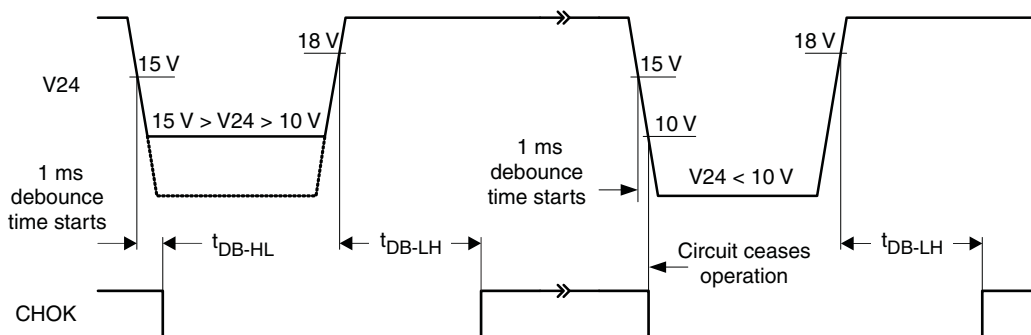 18 V
18 V
15 V
15 V
V24
15 V > V24 > 10 V
10 V
1 ms
debounce
time starts
1 ms
debounce
time starts
V24 < 10 V
tDB-HL
tDB-LH
Circuit ceases
operation
tDB-LH
CHOK